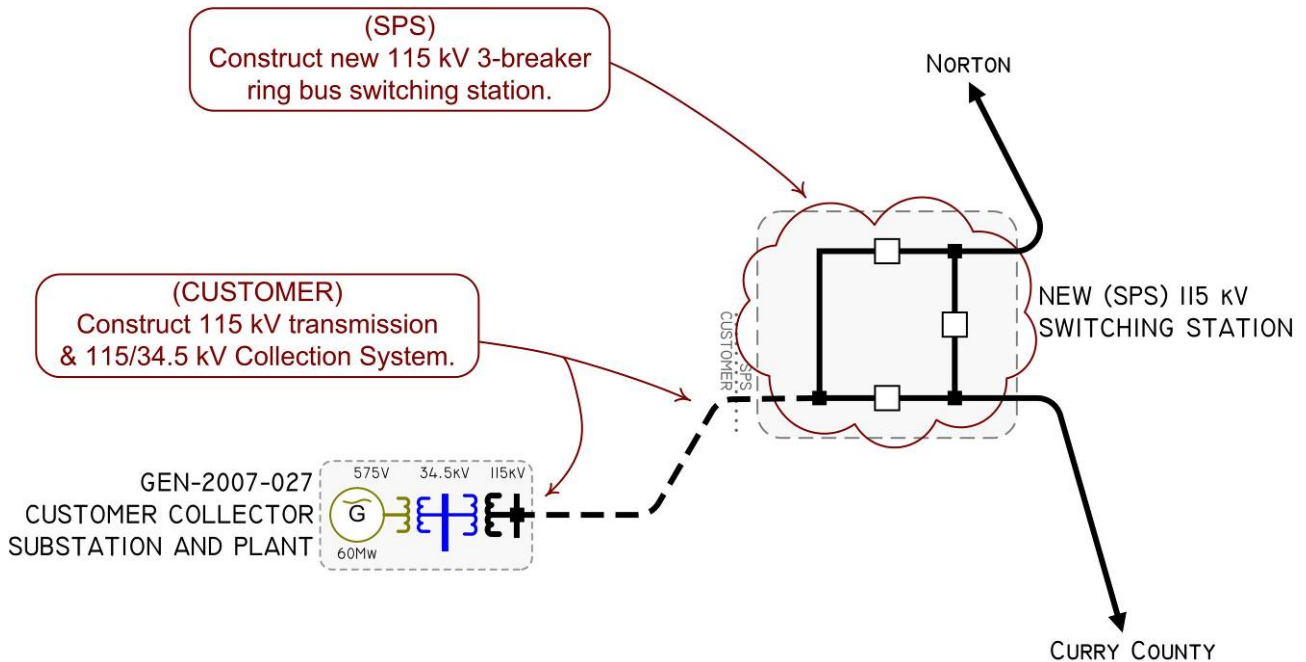 (SPS)
Construct new 115 kV 3-breaker
ring bus switching station.
NORTON
(CUSTOMER)
Construct 115 kV transmission
& 115/34.5 kV Collection System.
NEW (SPS) 115 KV
SWITCHING STATION
SPS
CUSTOMER
GEN-2007-027
CUSTOMER COLLECTOR
SUBSTATION AND PLANT
575V 34.5KV 115KV
G
60MW
CURRY COUNTY